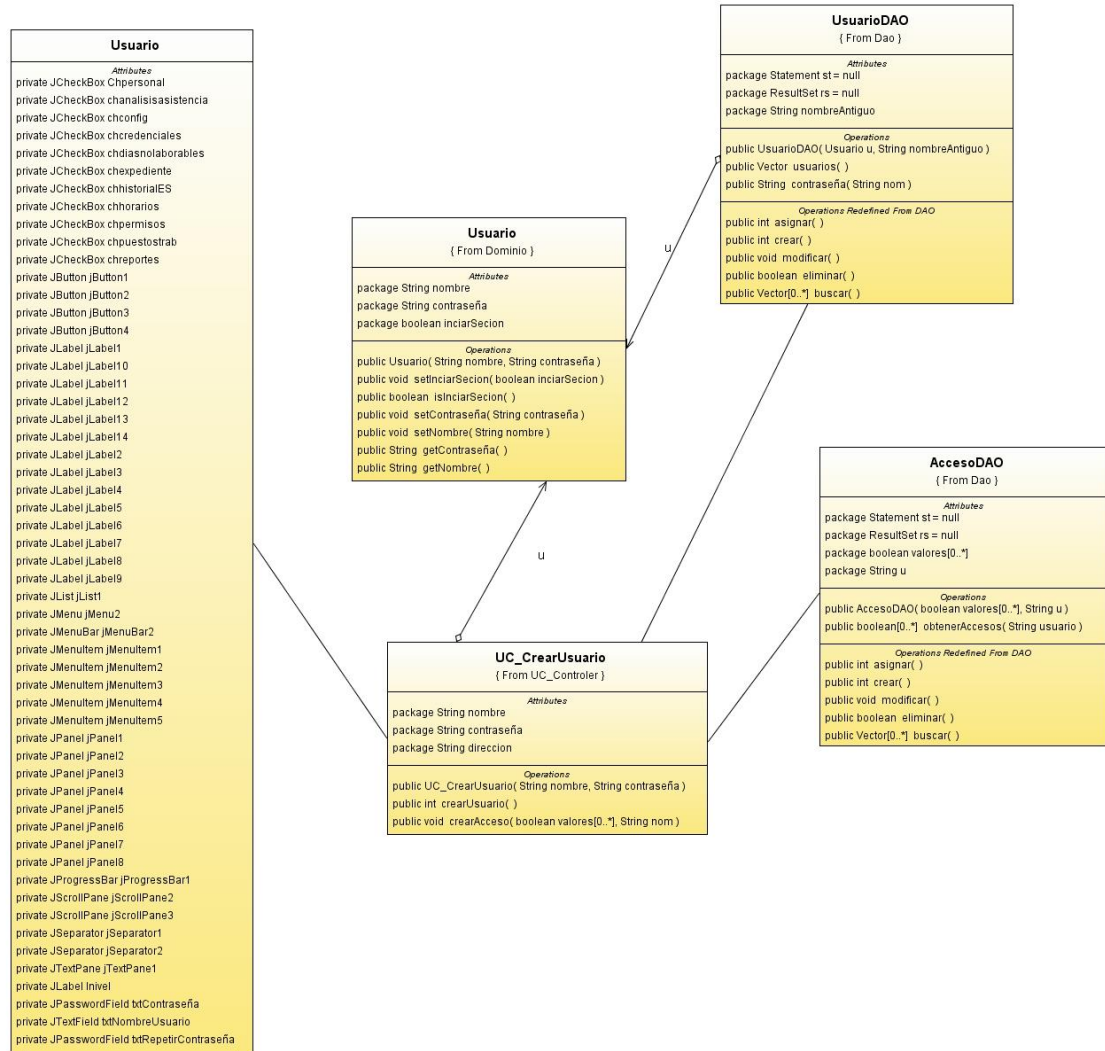 Usuario
Attributes
private JCheckBox Chpersonal
private JCheckBox chanalisisasistencia
private JCheckBox chconfig
private JCheckBox chcredenciales
private JCheckBox chdiasnolaborables
private JCheckBox chexpediente
private JCheckBox chhistorialES
private JCheckBox chhorarios
private JCheckBox chpermisos
private JCheckBox chpuestostrab
private JCheckBox chreportes
private JButton jButton1
private JButton jButton2
private JButton jButton3
private JButton jButton4
private JLabel jLabel1
private JLabel jLabel10
private JLabel jLabel11
private JLabel jLabel12
private JLabel jLabel13
private JLabel jLabel14
private JLabel jLabel2
private JLabel jLabel3
private JLabel jLabel4
private JLabel jLabel5
private JLabel jLabel6
private JLabel jLabel7
private JLabel jLabel8
private JLabel jLabel9
private JList jList1
private JMenu jMenu2
private JMenuBar jMenuBar2
private JMenuItem jMenuItem1
private JMenuItem jMenuItem2
private JMenuItem jMenuItem3
private JMenuItem jMenuItem4
private JMenuItem jMenuItem5
private JPanel jPanel1
private JPanel jPanel2
private JPanel jPanel3
private JPanel jPanel4
private JPanel jPanel5
private JPanel jPanel6
private JPanel jPanel7
private JPanel jPanel8
private JProgressBar jProgressBar1
private JScrollPane jScrollPane2
private JScrollPane jScrollPane3
private JSeparator jSeparator1
private JSeparator jSeparator2
private JTextPane jTextPane1
private JLabel lnivel
private JPasswordField txtContraseña
private JTextField txtNombreUsuario
private JPasswordField txtRepetirContraseña
Usuario
{ From Dominio }
Attributes
package String nombre
package String contraseña
package boolean inciarSecion
Operations
public Usuario( String nombre, String contraseña )
public void setInciarSecion( boolean inciarSecion )
public boolean isInciarSecion( )
public void setContraseña( String contraseña )
public void setNombre( String nombre )
public String getContraseña( )
public String getNombre( )
u
u
UC_CrearUsuario
{ From UC_Controler }
Attributes
package String nombre
package String contraseña
package String direccion
Operations
public UC_CrearUsuario( String nombre, String contraseña )
public int crearUsuario( )
public void crearAcceso( boolean valores[0..*], String nom )
UsuarioDAO
{ From Dao }
Attributes
package Statement st = null
package ResultSet rs = null
package String nombreAntiguo
Operations
public UsuarioDAO( Usuario u, String nombreAntiguo )
public Vector usuarios( )
public String contraseña( String nom )
Operations Redefined From DAO
public int asignar( )
public int crear( )
public void modificar( )
public boolean eliminar( )
public Vector[0..*] buscar( )
AccesoDAO
{ From Dao }
Attributes
package Statement st = null
package ResultSet rs = null
package boolean valores[0..*]
package String u
Operations
public AccesoDAO( boolean valores[0..*], String u )
public boolean[0..*] obtenerAccesos( String usuario )
Operations Redefined From DAO
public int asignar( )
public int crear( )
public void modificar( )
public boolean eliminar( )
public Vector[0..*] buscar( )